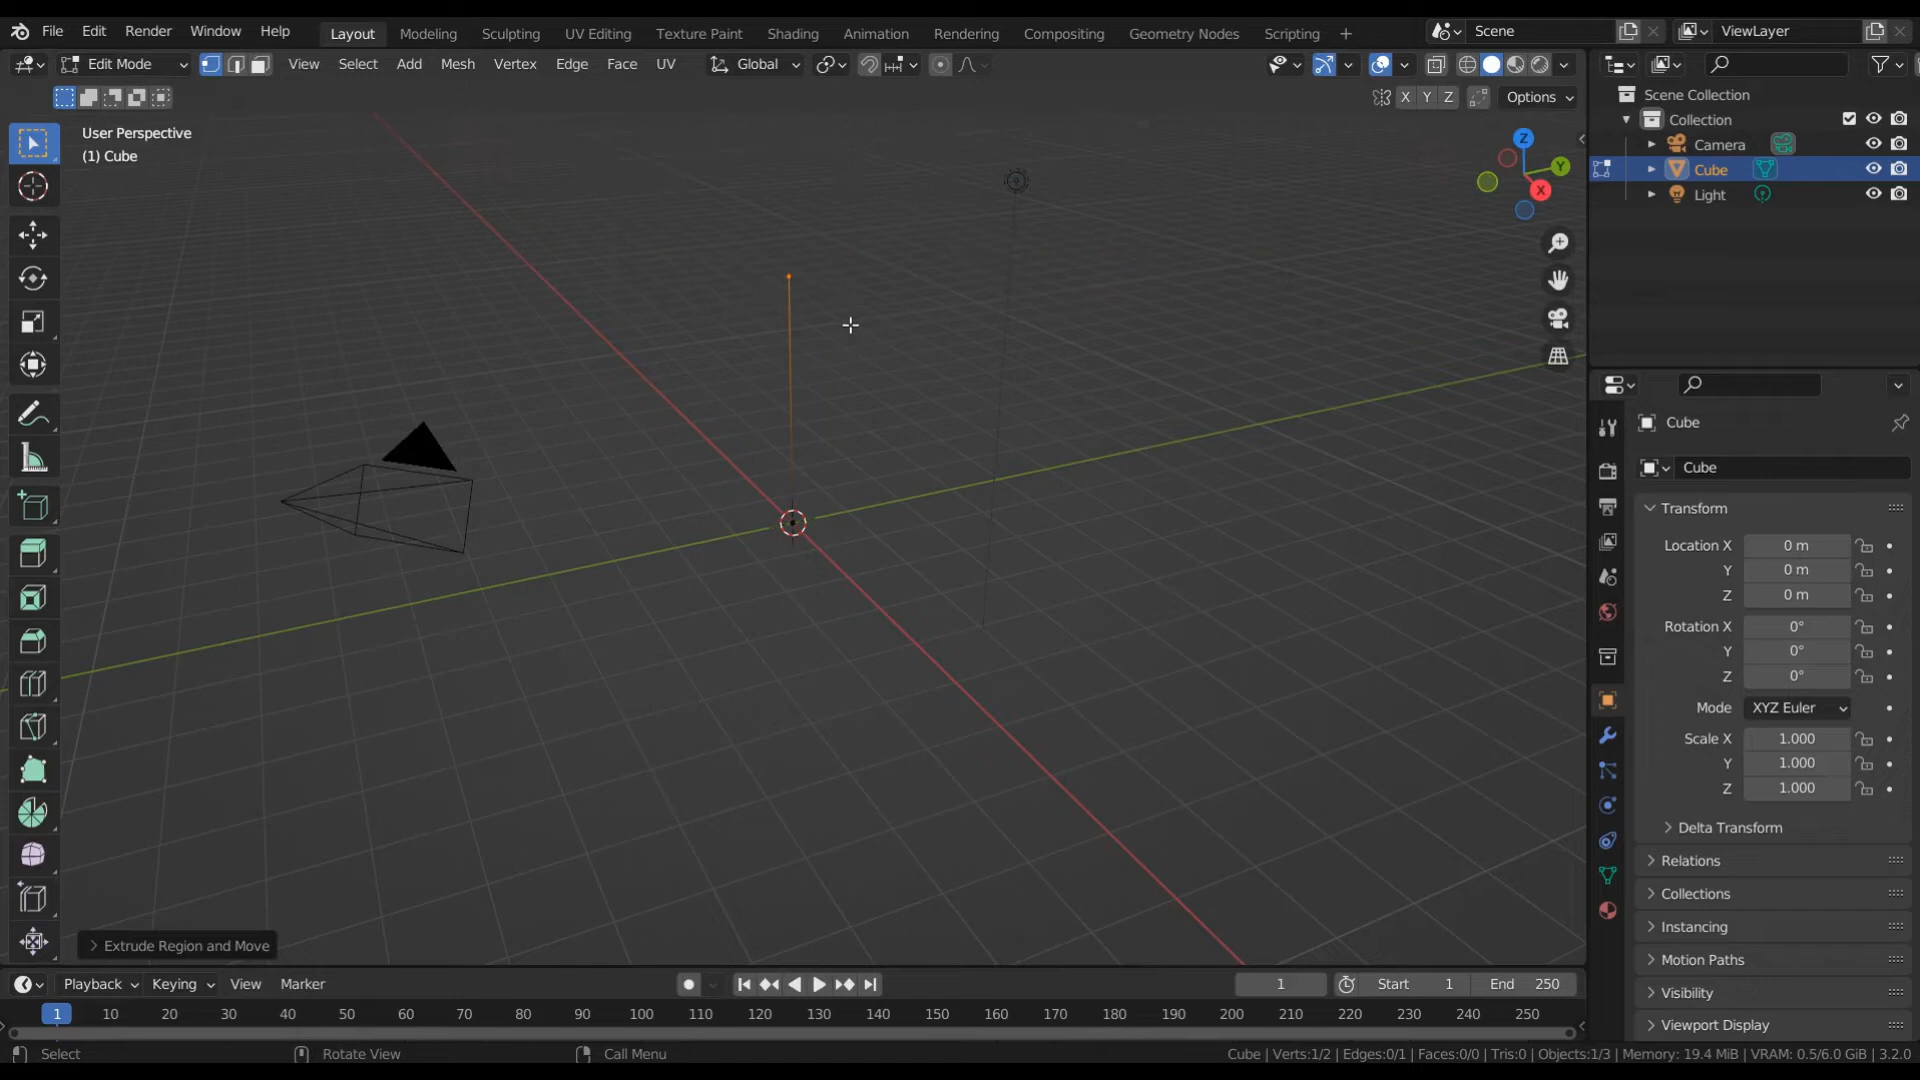 File Edit Render Window Help Layout Modeling Sculpting UV Editing Texture Paint Shading Animation Rendering Compositing Geometry Nodes Scripting + Scene ViewLayer
Edit Mode View Select Add Mesh Vertex Edge Face UV Global
X Y Z Options
User Perspective
(1) Cube
Z
Y
X
Scene Collection
Collection
Camera
Cube
Light
Cube
Cube
Transform
Location X 0 m
Y 0 m
Z 0 m
Rotation X 0°
Y 0°
Z 0°
Mode XYZ Euler
Scale X 1.000
Y 1.000
Z 1.000
Delta Transform
Relations
Collections
Instancing
Motion Paths
Visibility
Viewport Display
Extrude Region and Move
Playback Keying View Marker 1 Start 1 End 250
1 10 20 30 40 50 60 70 80 90 100 110 120 130 140 150 160 170 180 190 200 210 220 230 240 250
Select Rotate View Call Menu Cube | Verts:1/2 | Edges:0/1 | Faces:0/0 | Tris:0 | Objects:1/3 | Memory: 19.4 MiB | VRAM: 0.5/6.0 GiB | 3.2.0